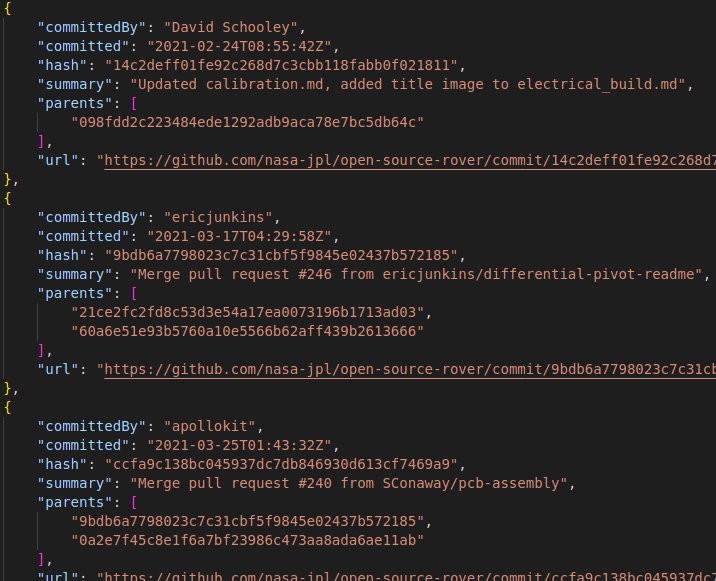 {
"committedBy": "David Schooley",
"committed": "2021-02-24T08:55:42Z",
"hash": "14c2deff01fe92c268d7c3cbb118fabb0f021811",
"summary": "Updated calibration.md, added title image to electrical_build.md",
"parents": [
"098fdd2c223484ede1292adb9aca78e7bc5db64c"
],
"url": "https://github.com/nasa-jpl/open-source-rover/commit/14c2deff01fe92c268d7
},
{
"committedBy": "ericjunkins",
"committed": "2021-03-17T04:29:58Z",
"hash": "9bdb6a7798023c7c31cbf5f9845e02437b572185",
"summary": "Merge pull request #246 from ericjunkins/differential-pivot-readme",
"parents": [
"21ce2fc2fd8c53d3e54a17ea0073196b1713ad03",
"60a6e51e93b5760a10e5566b62aff439b2613666"
],
"url": "https://github.com/nasa-jpl/open-source-rover/commit/9bdb6a7798023c7c31cb
},
{
"committedBy": "apollokit",
"committed": "2021-03-25T01:43:32Z",
"hash": "ccfa9c138bc045937dc7db846930d613cf7469a9",
"summary": "Merge pull request #240 from SConaway/pcb-assembly",
"parents": [
"9bdb6a7798023c7c31cbf5f9845e02437b572185",
"0a2e7f45c8e1f6a7bf23986c473aa8ada6ae11ab"
],
"url": "https://github.com/nasa-jpl/open-source-rover/commit/ccfa9c138bc045937dc7